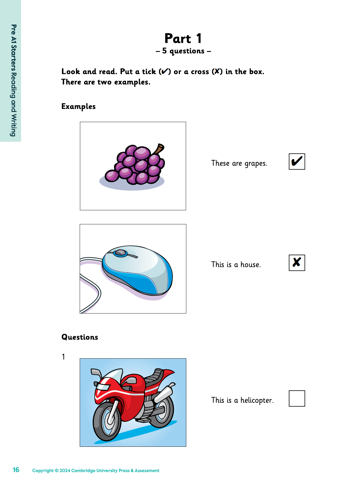 Pre A1 Starters Reading and Writing
Part 1
– 5 questions –
Look and read. Put a tick (✔) or a cross (✘) in the box.
There are two examples.
Examples
These are grapes. ✔
This is a house. ✘
Questions
1
This is a helicopter.
16 Copyright © 2024 Cambridge University Press & Assessment